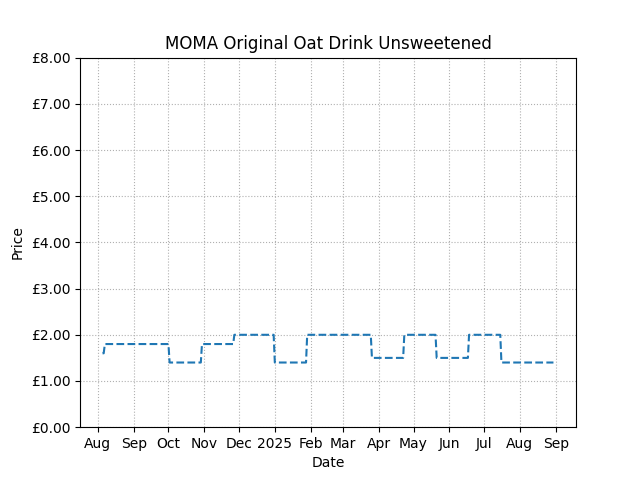 MOMA Original Oat Drink Unsweetened
£8.00
£7.00
£6.00
£5.00
£4.00
£3.00
£2.00
£1.00
£0.00
Price
Aug Sep Oct Nov Dec 2025 Feb Mar Apr May Jun Jul Aug Sep
Date